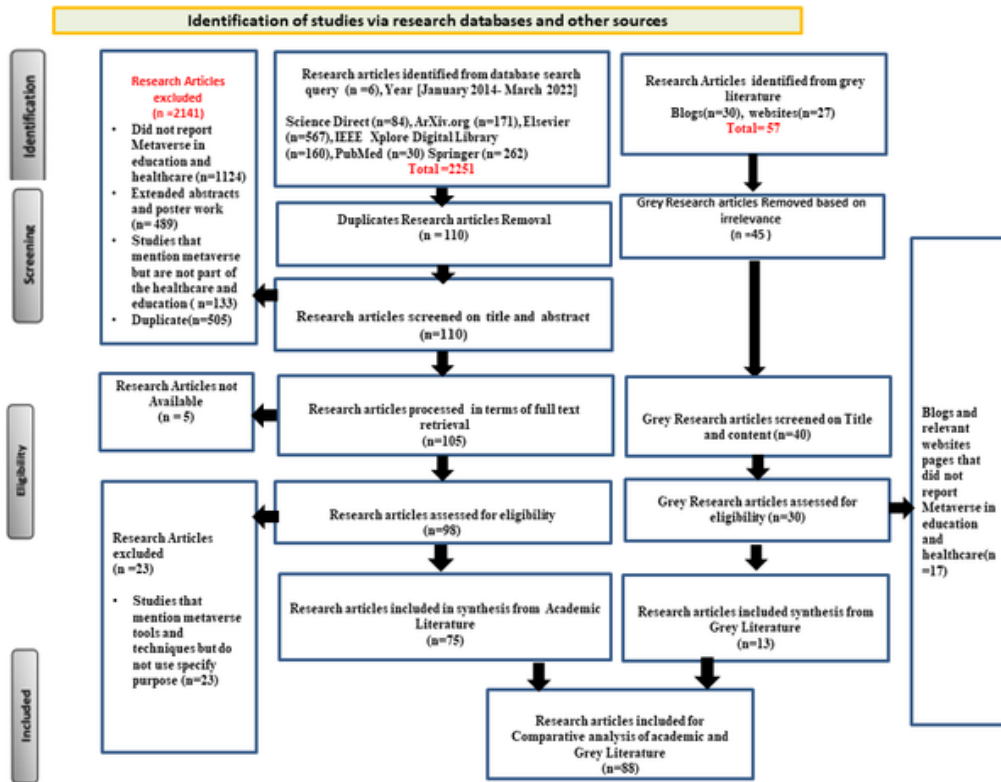 Identification of studies via research databases and other sources
Identification
Screening
Eligibility
Included
Research Articles
excluded
(n =2141)
• Did not report
Metaverse in
education and
healthcare (n=1124)
• Extended abstracts
and poster work
(n= 489)
• Studies that
mention metaverse
but are not part of
the healthcare and
education ( n=133)
• Duplicate(n=505)
Research articles identified from database search
query (n =6), Year [January 2014- March 2022]
Science Direct (n=84), ArXiv.org (n=171), Elsevier
(n=567), IEEE Xplore Digital Library
(n=160), PubMed (n=30) Springer (n= 262)
Total =2251
Research Articles identified from grey
literature
Blogs(n=30), websites(n=27)
Total= 57
Duplicates Research articles Removal
(n = 110)
Grey Research articles Removed based on
irrelevance
(n =45 )
Research articles screened on title and abstract
(n=110)
Research Articles not
Available
(n = 5)
Research articles processed in terms of full text
retrieval
(n=105)
Grey Research articles screened on Title
and content (n=40)
Research Articles
excluded
(n =23)
• Studies that
mention metaverse
tools and
techniques but do
not use specify
purpose (n=23)
Research articles assessed for eligibility
(n=98)
Grey Research articles assessed for
eligibility (n=30)
Blogs and
relevant
websites
pages that
did not
report
Metaverse in
education
and
healthcare(n
=17)
Research articles included in synthesis from Academic
Literature
(n=75)
Research articles included synthesis from
Grey Literature
(n=13)
Research articles included for
Comparative analysis of academic and
Grey Literature
(n=88)